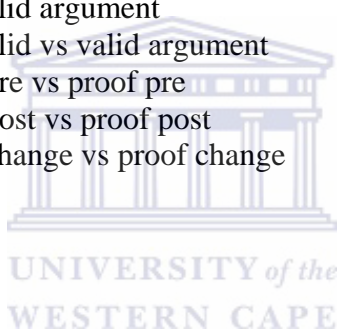 lid argument
lid vs valid argument
re vs proof pre
ost vs proof post
hange vs proof change
UNIVERSITY of the
WESTERN CAPE